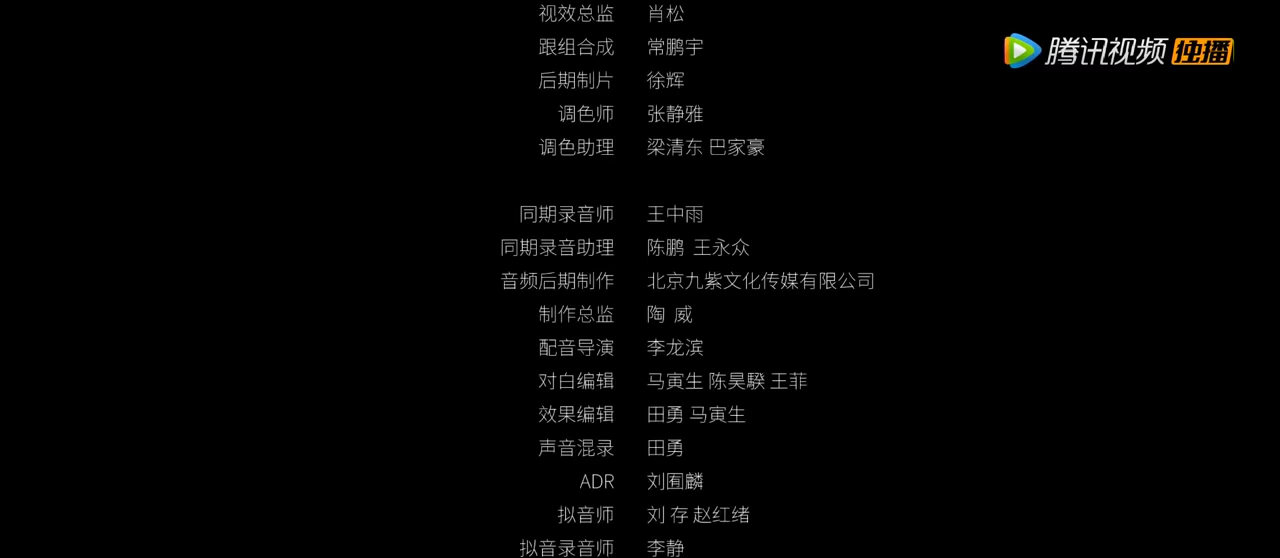 视效总监 肖松
腾讯视频 独播
跟组合成 常鹏宇
后期制片 徐辉
调色师 张静雅
调色助理 梁清东 巴家豪
同期录音师 王中雨
同期录音助理 陈鹏 王永众
音频后期制作 北京九紫文化传媒有限公司
制作总监 陶 威
配音导演 李龙滨
对白编辑 马寅生 陈昊騤 王菲
效果编辑 田勇 马寅生
声音混录 田勇
ADR 刘囿麟
拟音师 刘 存 赵红绪
拟音录音师 李静